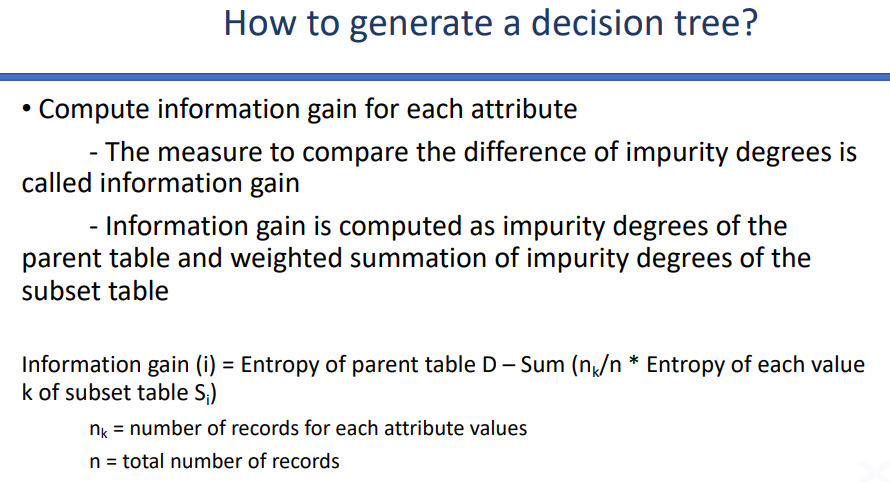 How to generate a decision tree?
• Compute information gain for each attribute
- The measure to compare the difference of impurity degrees is
called information gain
- Information gain is computed as impurity degrees of the
parent table and weighted summation of impurity degrees of the
subset table
Information gain (i) = Entropy of parent table D – Sum (nk/n * Entropy of each value
k of subset table Si)
nk = number of records for each attribute values
n = total number of records